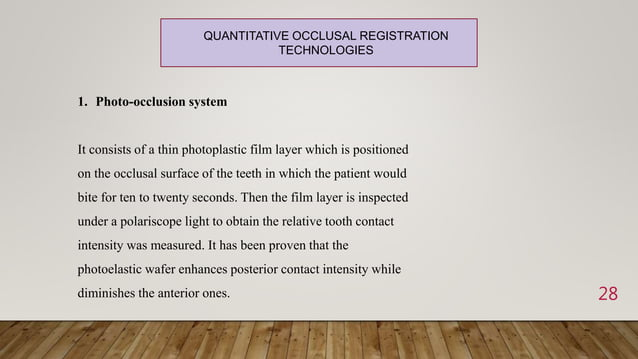 QUANTITATIVE OCCLUSAL REGISTRATION
TECHNOLOGIES
1. Photo-occlusion system
It consists of a thin photoplastic film layer which is positioned
on the occlusal surface of the teeth in which the patient would
bite for ten to twenty seconds. Then the film layer is inspected
under a polariscope light to obtain the relative tooth contact
intensity was measured. It has been proven that the
photoelastic wafer enhances posterior contact intensity while
diminishes the anterior ones.
28